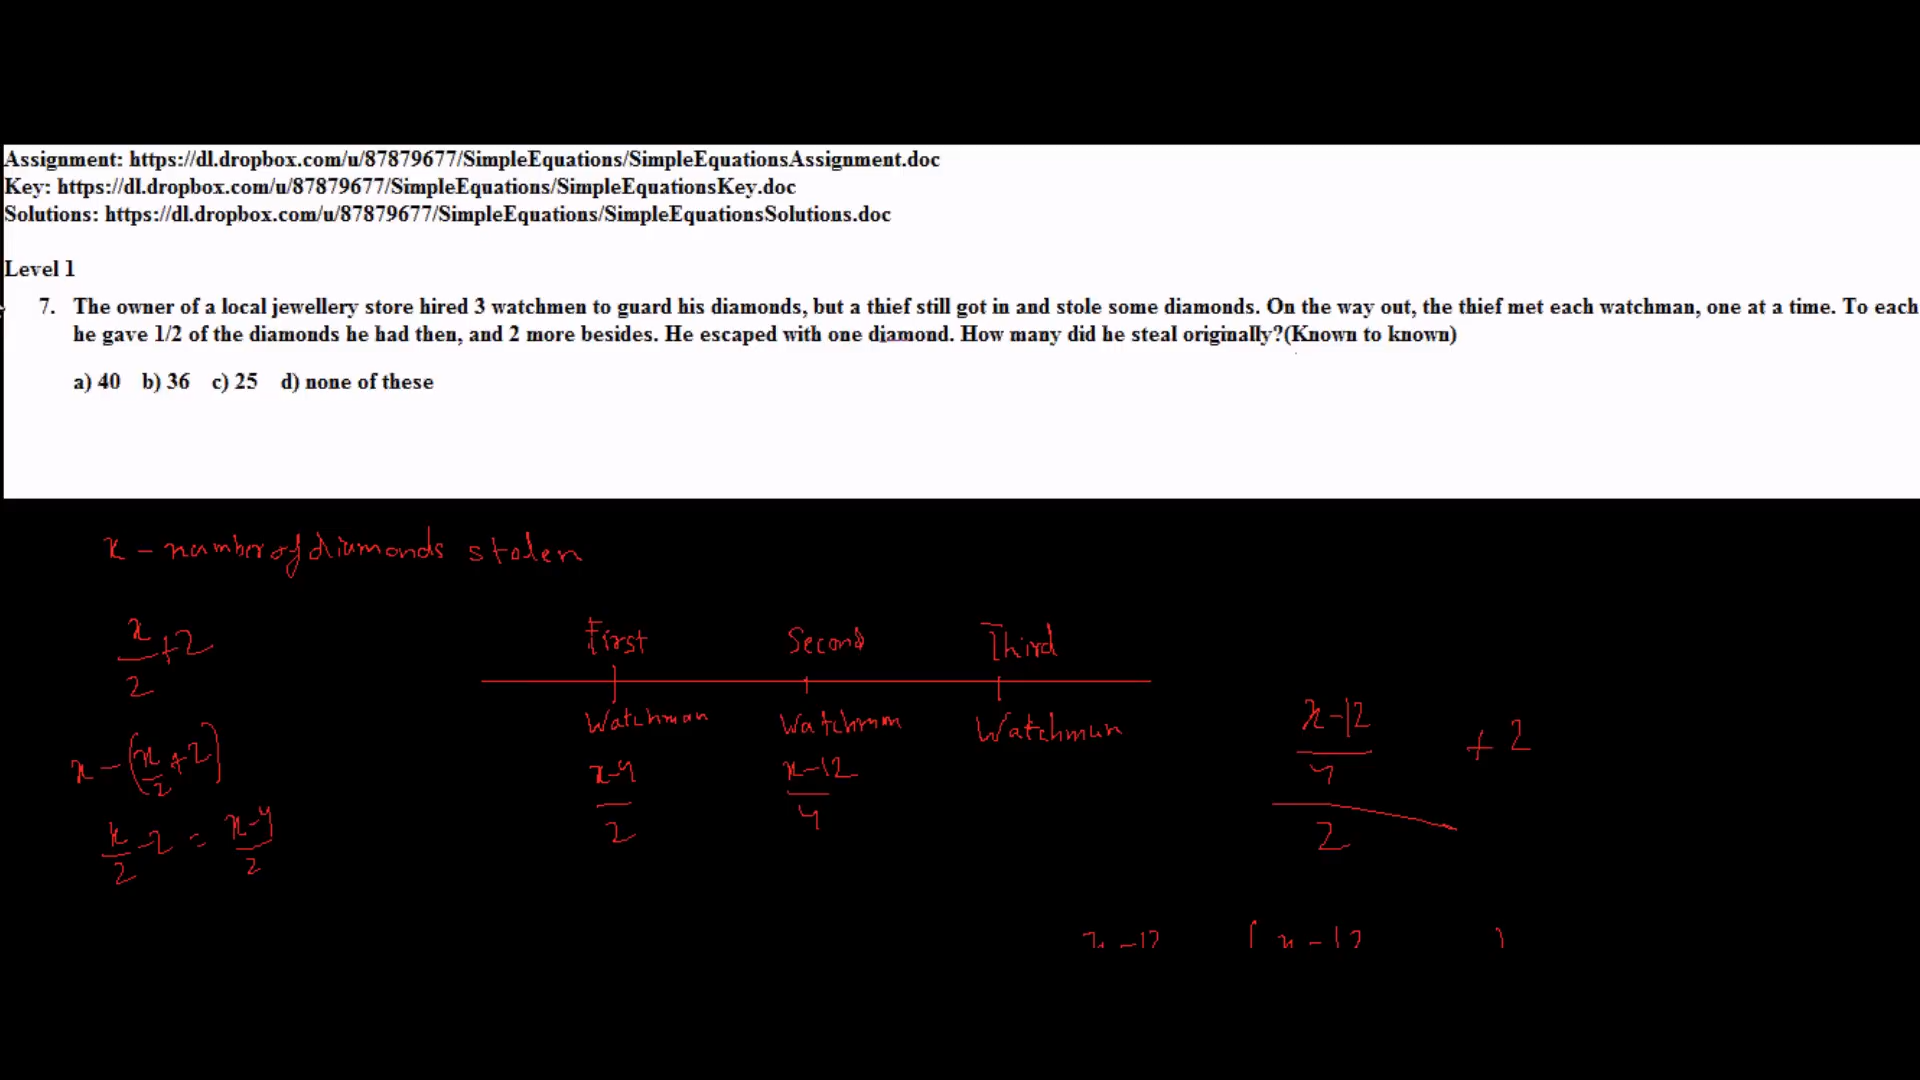 Assignment: https://dl.dropbox.com/u/87879677/SimpleEquations/SimpleEquationsAssignment.doc
Key: https://dl.dropbox.com/u/87879677/SimpleEquations/SimpleEquationsKey.doc
Solutions: https://dl.dropbox.com/u/87879677/SimpleEquations/SimpleEquationsSolutions.doc
Level 1
7. The owner of a local jewellery store hired 3 watchmen to guard his diamonds, but a thief still got in and stole some diamonds. On the way out, the thief met each watchman, one at a time. To each
he gave 1/2 of the diamonds he had then, and 2 more besides. He escaped with one diamond. How many did he steal originally?(Known to known)
a) 40 b) 36 c) 25 d) none of these
x - number of diamonds stolen
x/2 + 2
x - (x/2 + 2)
x/2 - 2 = x-4/2
First Second Third
Watchman Watchman Watchman
x-4/2 x-12/4
x-12/4/2 + 2
x-12 (x-12 )